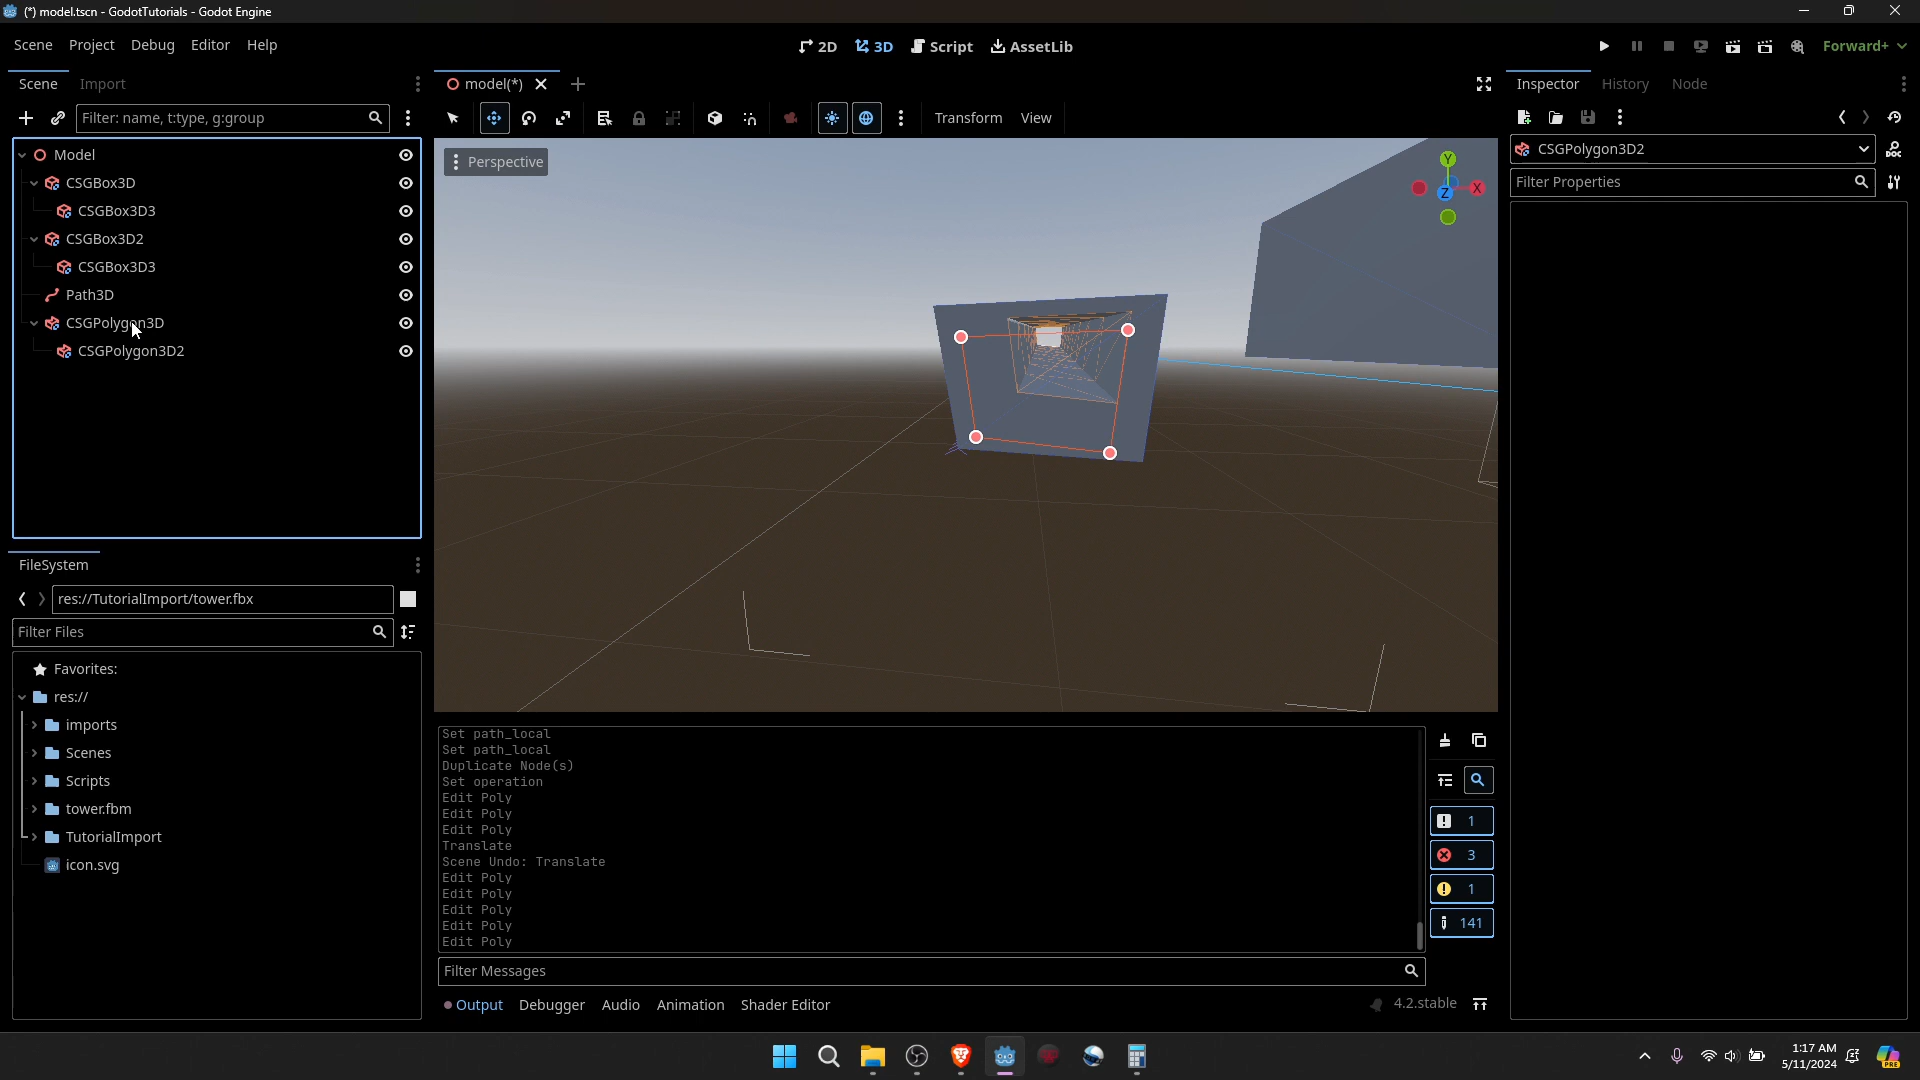 (*) model.tscn - GodotTutorials - Godot Engine
Scene Project Debug Editor Help
2D 3D Script AssetLib
Forward+
Scene Import
model(*)
Inspector History Node
Filter: name, t:type, g:group
Transform View
Model
CSGBox3D
CSGBox3D3
CSGBox3D2
CSGBox3D3
Path3D
CSGPolygon3D
CSGPolygon3D2
Perspective
Y
X
Z
CSGPolygon3D2
Filter Properties
FileSystem
res://TutorialImport/tower.fbx
Filter Files
Favorites:
res://
imports
Scenes
Scripts
tower.fbm
TutorialImport
icon.svg
Set path_local
Set path_local
Duplicate Node(s)
Set operation
Edit Poly
Edit Poly
Edit Poly
Translate
Scene Undo: Translate
Edit Poly
Edit Poly
Edit Poly
Edit Poly
Edit Poly
1
3
1
141
Filter Messages
Output Debugger Audio Animation Shader Editor
4.2.stable
1:17 AM
5/11/2024
PRE